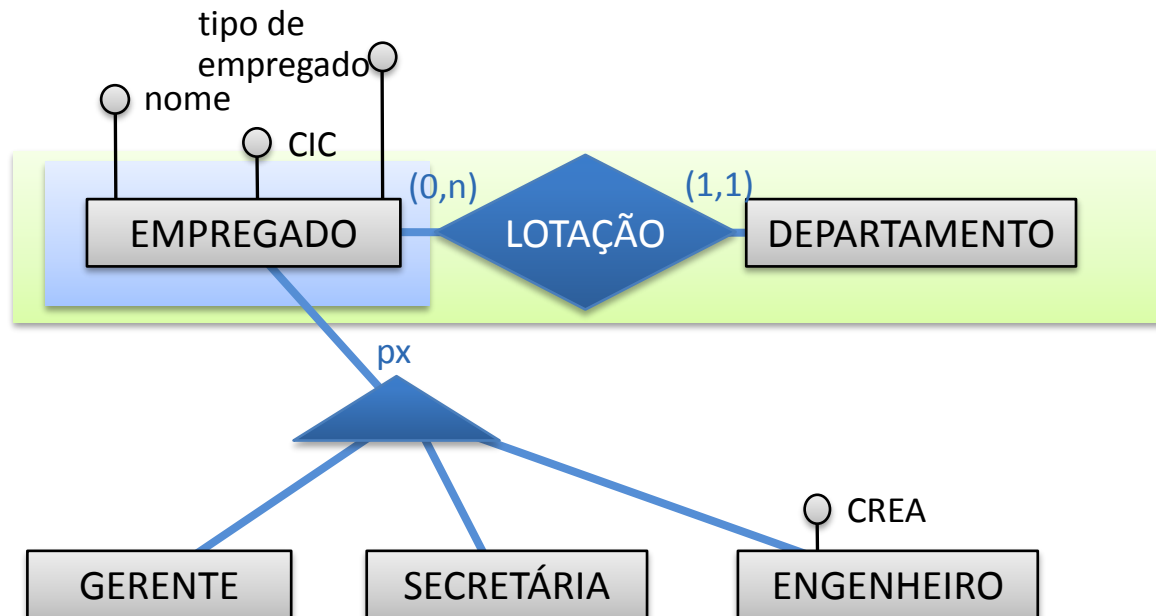 tipo de
empregado
nome
CIC
(0,n)
(1,1)
EMPREGADO
LOTAÇÃO
DEPARTAMENTO
px
CREA
GERENTE
SECRETÁRIA
ENGENHEIRO